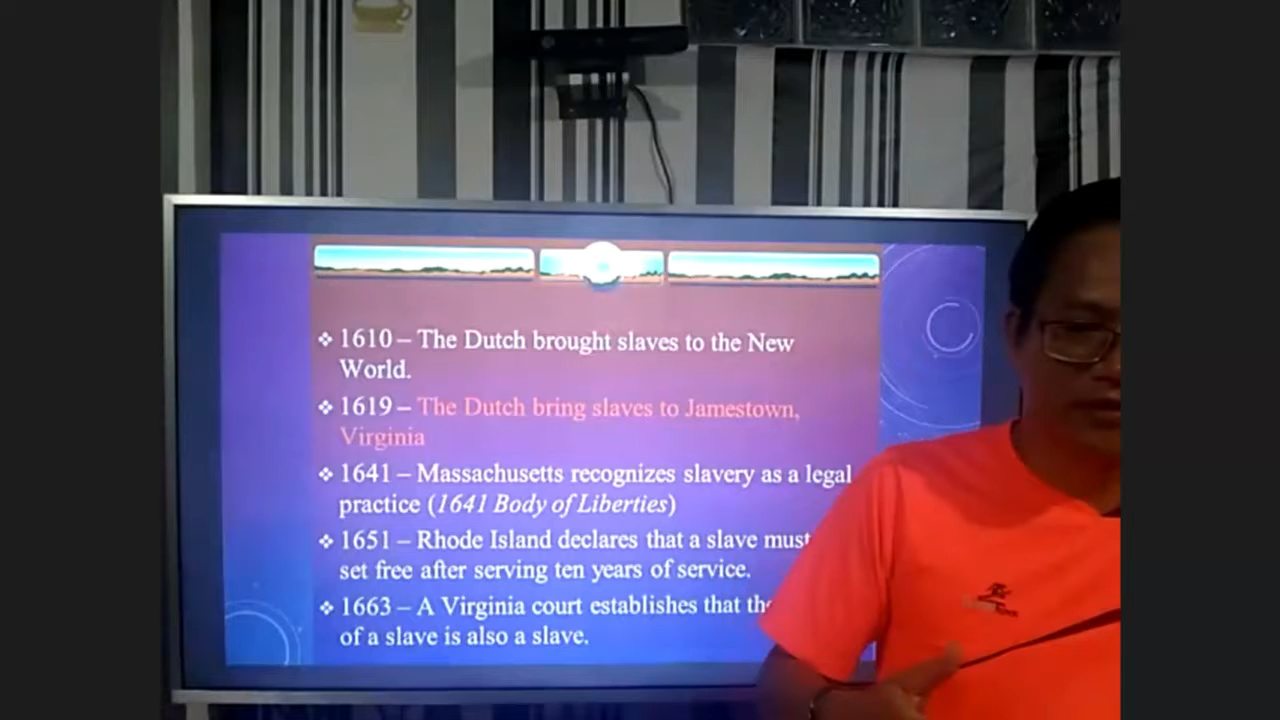 ❖ 1610 – The Dutch brought slaves to the New
World.
❖ 1619 – The Dutch bring slaves to Jamestown,
Virginia
❖ 1641 – Massachusetts recognizes slavery as a legal
practice (1641 Body of Liberties)
❖ 1651 – Rhode Island declares that a slave must
set free after serving ten years of service.
❖ 1663 – A Virginia court establishes that
of a slave is also a slave.